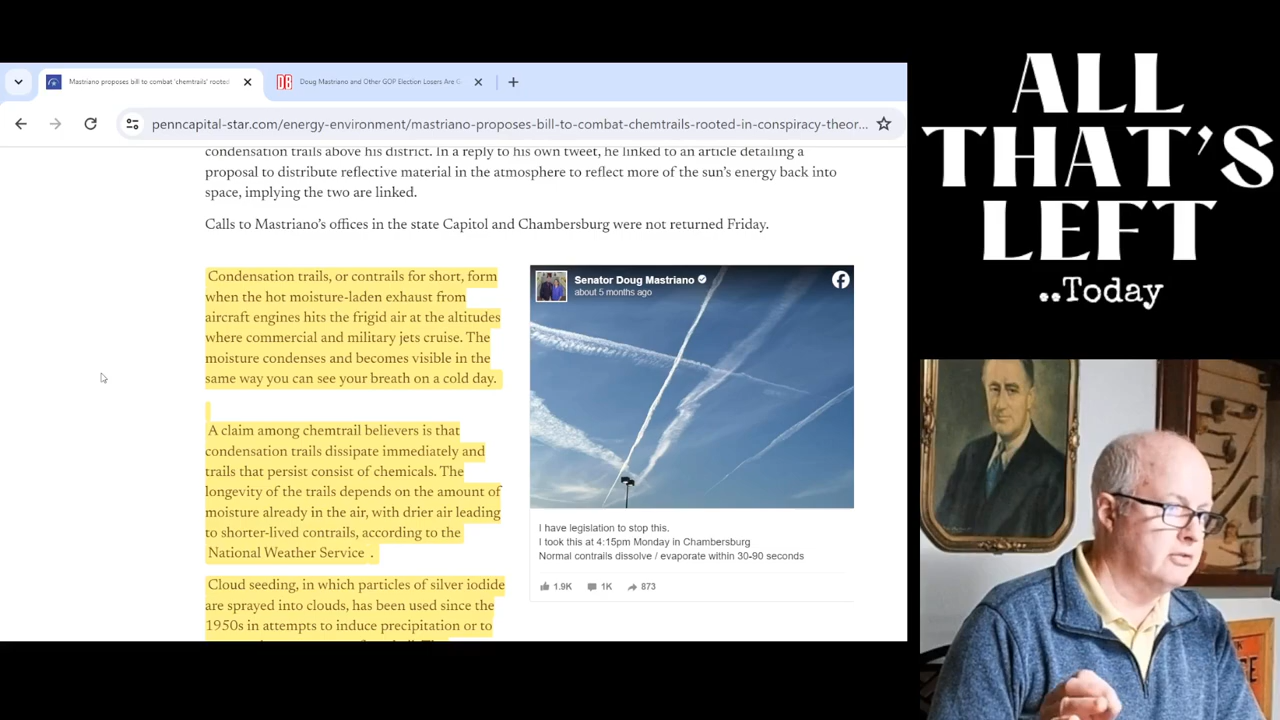 Mastriano proposes bill to combat 'chemtrails' rooted
DB
Doug Mastriano and Other GOP Election Losers Are G
penncapital-star.com/energy-environment/mastriano-proposes-bill-to-combat-chemtrails-rooted-in-conspiracy-theor...
condensation trails above his district. In a reply to his own tweet, he linked to an article detailing a
proposal to distribute reflective material in the atmosphere to reflect more of the sun's energy back into
space, implying the two are linked.
Calls to Mastriano's offices in the state Capitol and Chambersburg were not returned Friday.
Condensation trails, or contrails for short, form
when the hot moisture-laden exhaust from
aircraft engines hits the frigid air at the altitudes
where commercial and military jets cruise. The
moisture condenses and becomes visible in the
same way you can see your breath on a cold day.
A claim among chemtrail believers is that
condensation trails dissipate immediately and
trails that persist consist of chemicals. The
longevity of the trails depends on the amount of
moisture already in the air, with drier air leading
to shorter-lived contrails, according to the
National Weather Service .
Cloud seeding, in which particles of silver iodide
are sprayed into clouds, has been used since the
1950s in attempts to induce precipitation or to
Senator Doug Mastriano
about 5 months ago
I have legislation to stop this.
I took this at 4:15pm Monday in Chambersburg
Normal contrails dissolve / evaporate within 30-90 seconds
1.9K 1K 873
ALL
THAT'S
LEFT
..Today